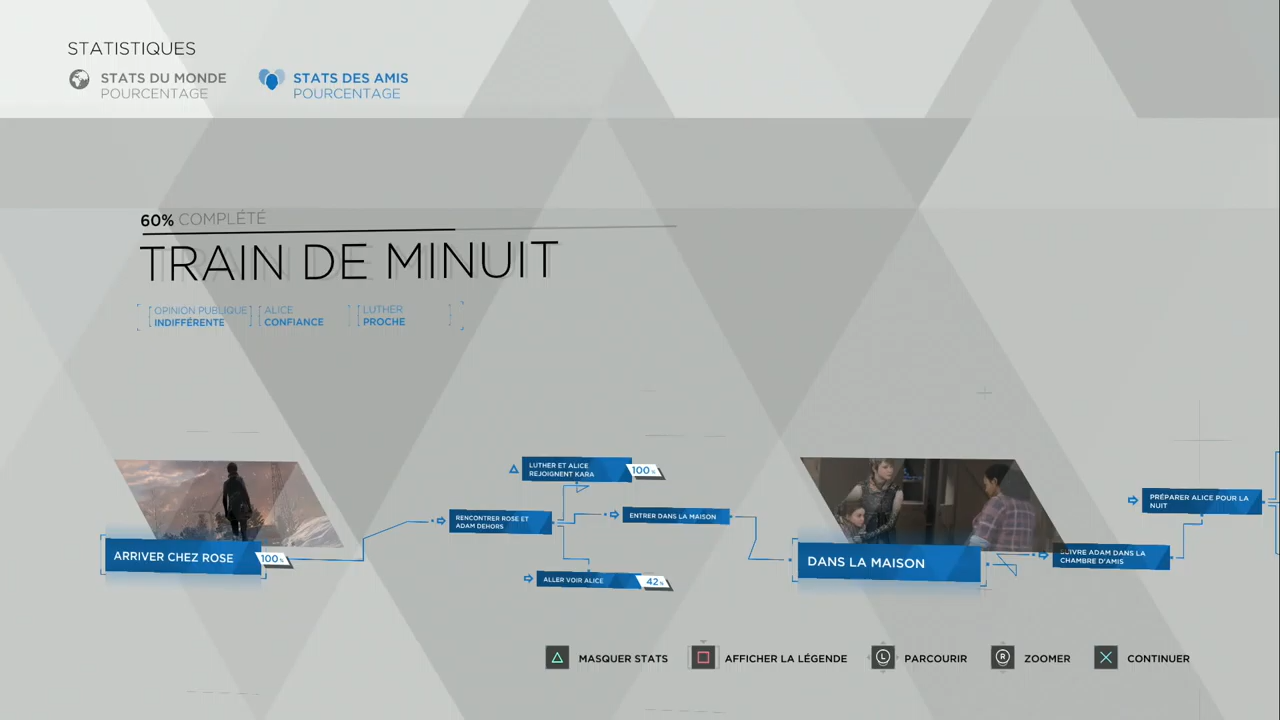 STATISTIQUES
STATS DU MONDE
POURCENTAGE
STATS DES AMIS
POURCENTAGE
60% COMPLÉTÉ
TRAIN DE MINUIT
OPINION PUBLIQUE
INDIFFÉRENTE
ALICE
CONFIANCE
LUTHER
PROCHE
ARRIVER CHEZ ROSE
100%
RENCONTRER ROSE ET
ADAM DEHORS
LUTHER ET ALICE
REJOIGNENT KARA
100%
ENTRER DANS LA MAISON
ALLER VOIR ALICE
42%
DANS LA MAISON
SUIVRE ADAM DANS LA
CHAMBRE D'AMIS
PRÉPARER ALICE POUR LA
NUIT
MASQUER STATS
AFFICHER LA LÉGENDE
L
PARCOURIR
R
ZOOMER
CONTINUER